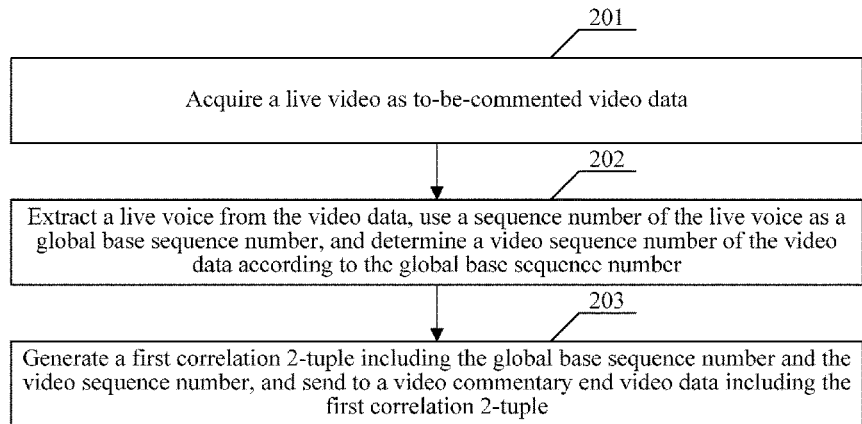 201
Acquire a live video as to-be-commented video data
202
Extract a live voice from the video data, use a sequence number of the live voice as a
global base sequence number, and determine a video sequence number of the video
data according to the global base sequence number
203
Generate a first correlation 2-tuple including the global base sequence number and the
video sequence number, and send to a video commentary end video data including the
first correlation 2-tuple